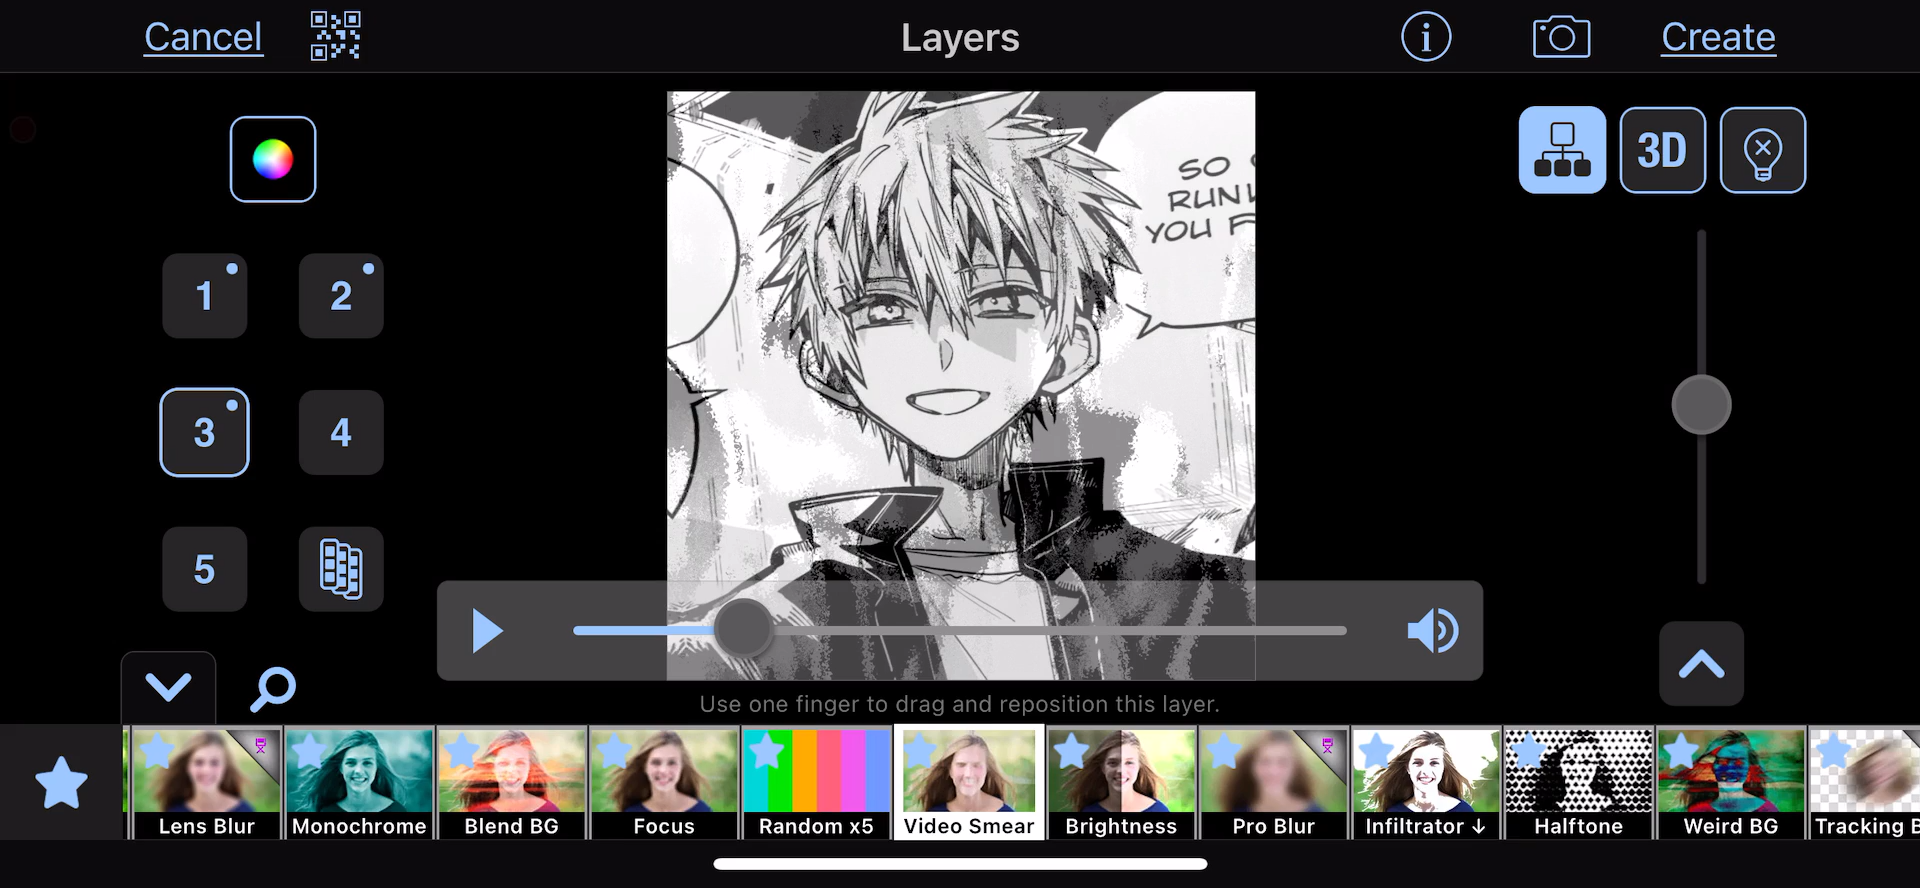 Cancel
Layers
Create
3D
1
2
3
4
5
SO
YOU
Use one finger to drag and reposition this layer.
Lens Blur
Monochrome
Blend BG
Focus
Random x5
Video Smear
Brightness
Pro Blur
Infiltrator ↓
Halftone
Weird BG
Tracking